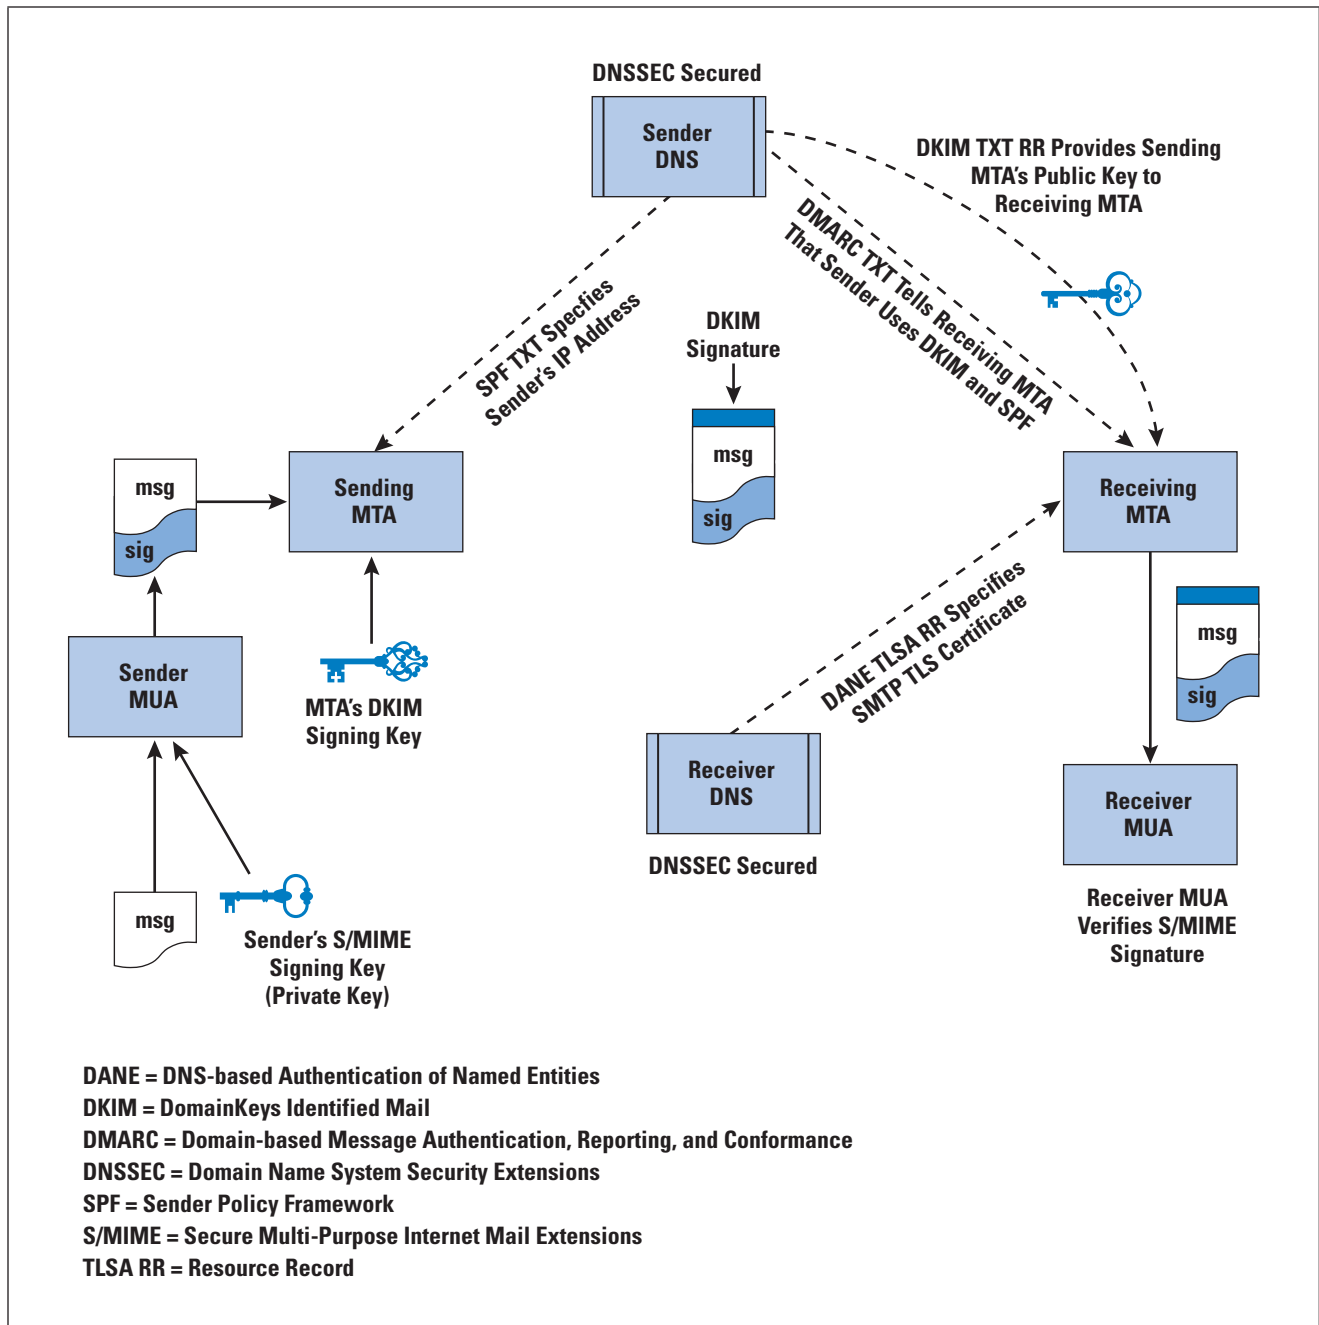 DNSSEC Secured
Sender
DNS
DKIM TXT RR Provides Sending
MTA's Public Key to
Receiving MTA
DMARC TXT Tells Receiving MTA
That Sender Uses DKIM and SPF
SPF TXT Specfies
Sender's IP Address
DKIM
Signature
msg
sig
msg
sig
Sending
MTA
Receiving
MTA
Sender
MUA
MTA's DKIM
Signing Key
DANE TLSA RR Specifies
SMTP TLS Certificate
msg
sig
Receiver
DNS
DNSSEC Secured
Receiver
MUA
Receiver MUA
Verifies S/MIME
Signature
msg
Sender's S/MIME
Signing Key
(Private Key)
DANE = DNS-based Authentication of Named Entities
DKIM = DomainKeys Identified Mail
DMARC = Domain-based Message Authentication, Reporting, and Conformance
DNSSEC = Domain Name System Security Extensions
SPF = Sender Policy Framework
S/MIME = Secure Multi-Purpose Internet Mail Extensions
TLSA RR = Resource Record